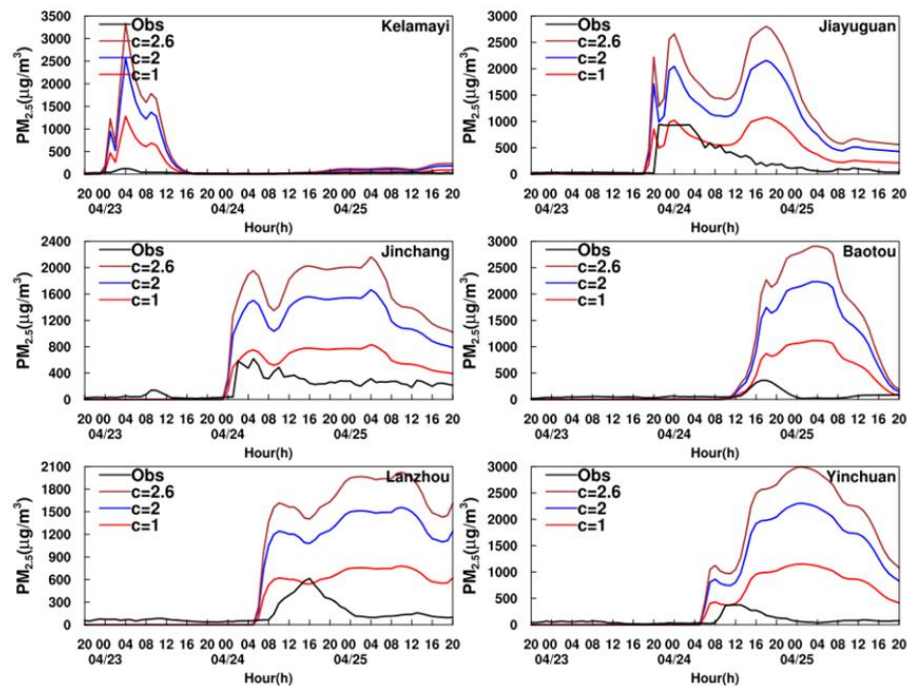 3500
3000
2500
2000
1500
1000
500
0
PM2.5(μg/m³)
Obs
c=2.6
c=2
c=1
Kelamayi
20 00 04 08 12 16 20 00 04 08 12 16 20 00 04 08 12 16 20
04/23 04/24 04/25
Hour(h)
3000
2500
2000
1500
1000
500
0
PM2.5(μg/m³)
Obs
c=2.6
c=2
c=1
Jiayuguan
20 00 04 08 12 16 20 00 04 08 12 16 20 00 04 08 12 16 20
04/23 04/24 04/25
Hour(h)
2400
2000
1600
1200
800
400
0
PM2.5(μg/m³)
Obs
c=2.6
c=2
c=1
Jinchang
20 00 04 08 12 16 20 00 04 08 12 16 20 00 04 08 12 16 20
04/23 04/24 04/25
Hour(h)
3000
2500
2000
1500
1000
500
0
PM2.5(μg/m³)
Obs
c=2.6
c=2
c=1
Baotou
20 00 04 08 12 16 20 00 04 08 12 16 20 00 04 08 12 16 20
04/23 04/24 04/25
Hour(h)
2100
1800
1500
1200
900
600
300
0
PM2.5(μg/m³)
Obs
c=2.6
c=2
c=1
Lanzhou
20 00 04 08 12 16 20 00 04 08 12 16 20 00 04 08 12 16 20
04/23 04/24 04/25
Hour(h)
3000
2500
2000
1500
1000
500
0
PM2.5(μg/m³)
Obs
c=2.6
c=2
c=1
Yinchuan
20 00 04 08 12 16 20 00 04 08 12 16 20 00 04 08 12 16 20
04/23 04/24 04/25
Hour(h)